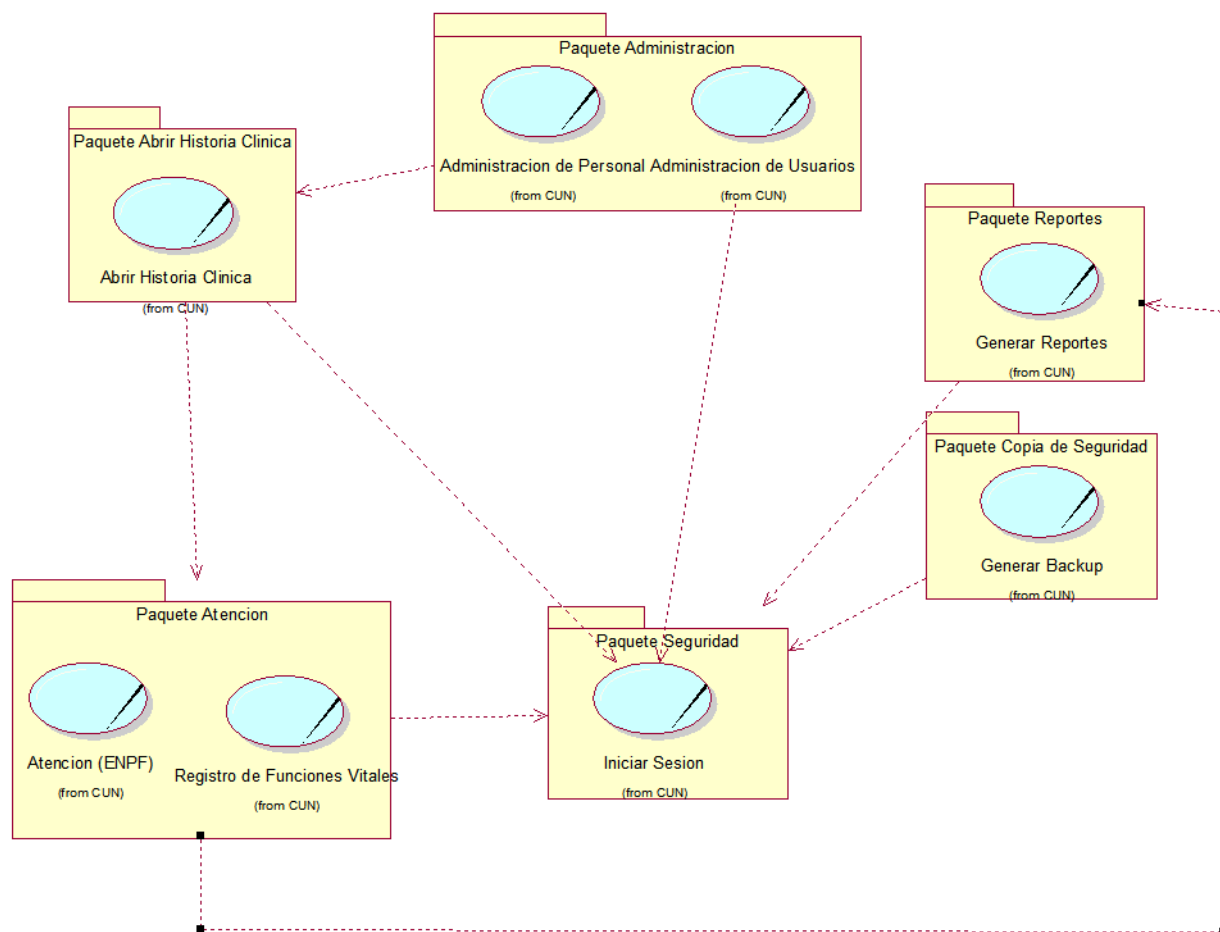 Paquete Administracion
Administracion de Personal
(from CUN)
Administracion de Usuarios
(from CUN)
Paquete Abrir Historia Clinica
Abrir Historia Clinica
(from CUN)
Paquete Reportes
Generar Reportes
(from CUN)
Paquete Copia de Seguridad
Generar Backup
(from CUN)
Paquete Atencion
Atencion (ENPF)
(from CUN)
Registro de Funciones Vitales
(from CUN)
Paquete Seguridad
Iniciar Sesion
(from CUN)